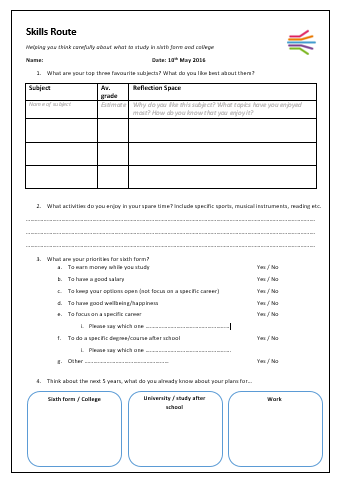 Skills Route
Helping you think carefully about what to study in sixth form and college
Name: Date: 10th May 2016
1. What are your top three favourite subjects? What do you like best about them?
Subject Av. grade Reflection Space
Name of subject Estimate Why do you like this subject? What topics have you enjoyed
most? How do you know that you enjoy it?
2. What activities do you enjoy in your spare time? Include specific sports, musical instruments, reading etc.
3. What are your priorities for sixth form?
a. To earn money while you study Yes / No
b. To have a good salary Yes / No
c. To keep your options open (not focus on a specific career) Yes / No
d. To have good wellbeing/happiness Yes / No
e. To focus on a specific career Yes / No
i. Please say which one ……………………………………
f. To do a specific degree/course after school Yes / No
i. Please say which one ……………………………………
g. Other …………………………………… Yes / No
4. Think about the next 5 years, what do you already know about your plans for…
Sixth form / College
University / study after
school
Work